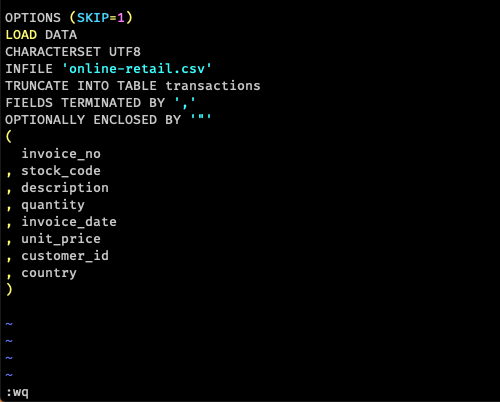 OPTIONS (SKIP=1)
LOAD DATA
CHARACTERSET UTF8
INFILE 'online-retail.csv'
TRUNCATE INTO TABLE transactions
FIELDS TERMINATED BY ','
OPTIONALLY ENCLOSED BY '"'
(
  invoice_no
, stock_code
, description
, quantity
, invoice_date
, unit_price
, customer_id
, country
)
~
~
~
~
:wq